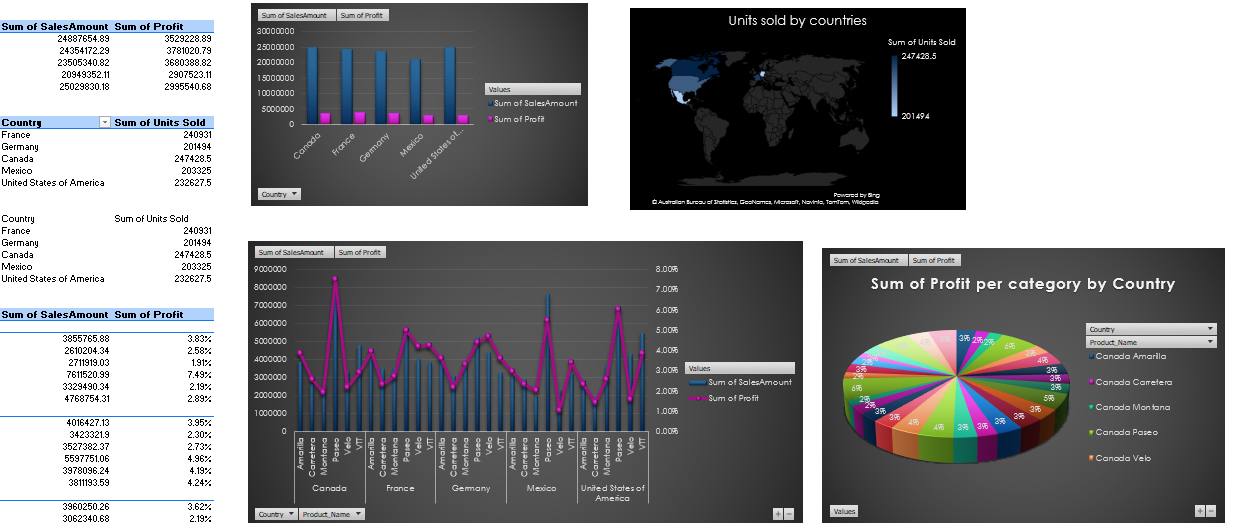 Sum of SalesAmount Sum of Profit
24887654.89 3529228.89
24354172.29 3781020.79
23505340.82 3680388.82
20949352.11 2907523.11
25029830.18 2995540.68
Country Sum of Units Sold
France 240931
Germany 201494
Canada 247428.5
Mexico 203325
United States of America 232627.5
Country Sum of Units Sold
France 240931
Germany 201494
Canada 247428.5
Mexico 203325
United States of America 232627.5
Sum of SalesAmount Sum of Profit
3855765.88 3.83%
2610204.34 2.58%
2711919.03 1.91%
7611520.99 7.49%
3329490.34 2.19%
4768754.31 2.89%
4016427.13 3.95%
3423321.9 2.30%
3527382.37 2.73%
5597751.06 4.96%
3978096.24 4.19%
3811193.59 4.24%
3960250.26 3.62%
3062340.68 2.19%
Sum of SalesAmount Sum of Profit
30000000
25000000
20000000
15000000
10000000
5000000
0
Canada
France
Germany
Mexico
United States of...
Values
Sum of SalesAmount
Sum of Profit
Country
Units sold by countries
Sum of Units Sold
247428.5
201494
Powered by Bing
© Australian Bureau of Statistics, GeoNames, Microsoft, Navinfo, TomTom, Wikipedia
Sum of SalesAmount Sum of Profit
9000000
8000000
7000000
6000000
5000000
4000000
3000000
2000000
1000000
0
8.00%
7.00%
6.00%
5.00%
4.00%
3.00%
2.00%
1.00%
0.00%
Amarilla
Carretera
Montana
Paseo
Velo
VTT
Amarilla
Carretera
Montana
Paseo
Velo
VTT
Amarilla
Carretera
Montana
Paseo
Velo
VTT
Amarilla
Carretera
Montana
Paseo
Velo
VTT
Amarilla
Carretera
Montana
Paseo
Velo
VTT
Canada
France
Germany
Mexico
United States of
America
Values
Sum of SalesAmount
Sum of Profit
Country Product_Name
Sum of SalesAmount Sum of Profit
Sum of Profit per category by Country
3%
2%
2%
6%
4%
3%
3%
5%
3%
3%
3%
3%
3%
4%
4%
3%
3%
2%
2%
6%
2%
3%
Country
Product_Name
Canada Amarilla
Canada Carretera
Canada Montana
Canada Paseo
Canada Velo
Values